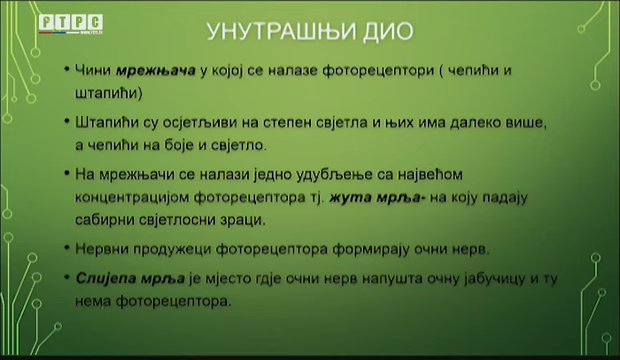 РТРС
www.rtrs.tv
УНУТРАШЊИ ДИО
• Чини мрежњача у којој се налазе фоторецептори ( чепићи и
штапићи)
• Штапићи су осјетљиви на степен свјетла и њих има далеко више,
а чепићи на боје и свјетло.
• На мрежњачи се налази једно удубљење са највећом
концентрацијом фоторецептора тј. жута мрља- на коју падају
сабирни свјетлосни зраци.
• Нервни продужеци фоторецептора формирају очни нерв.
• Слијепа мрља је мјесто гдје очни нерв напушта очну јабучицу и ту
нема фоторецептора.